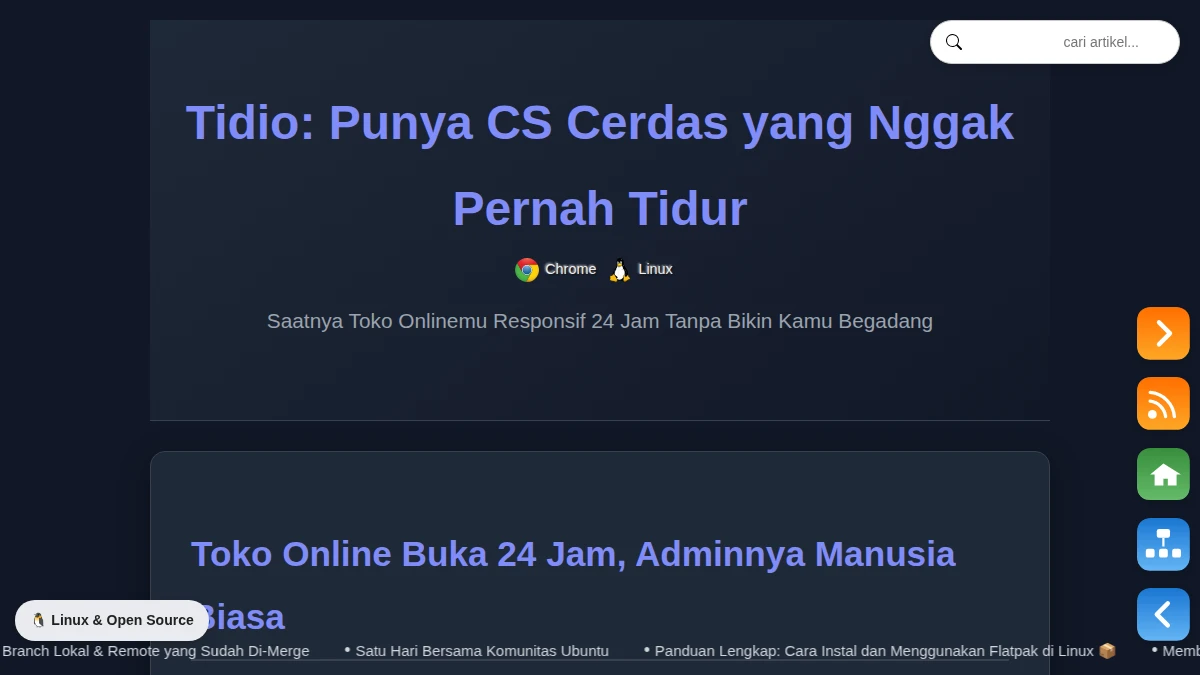 cari artikel...
Tidio: Punya CS Cerdas yang Nggak
Pernah Tidur
Chrome Linux
Saatnya Toko Onlinemu Responsif 24 Jam Tanpa Bikin Kamu Begadang
Toko Online Buka 24 Jam, Adminnya Manusia
Biasa
Linux & Open Source
Branch Lokal & Remote yang Sudah Di-Merge • Satu Hari Bersama Komunitas Ubuntu • Panduan Lengkap: Cara Instal dan Menggunakan Flatpak di Linux 📦 •